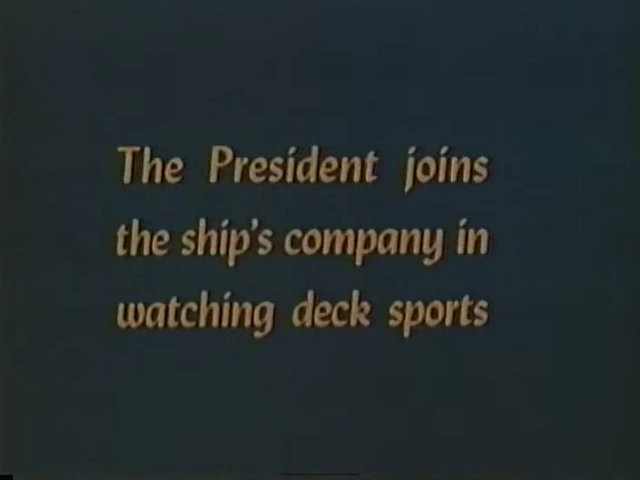 The President joins
the ship's company in
watching deck sports